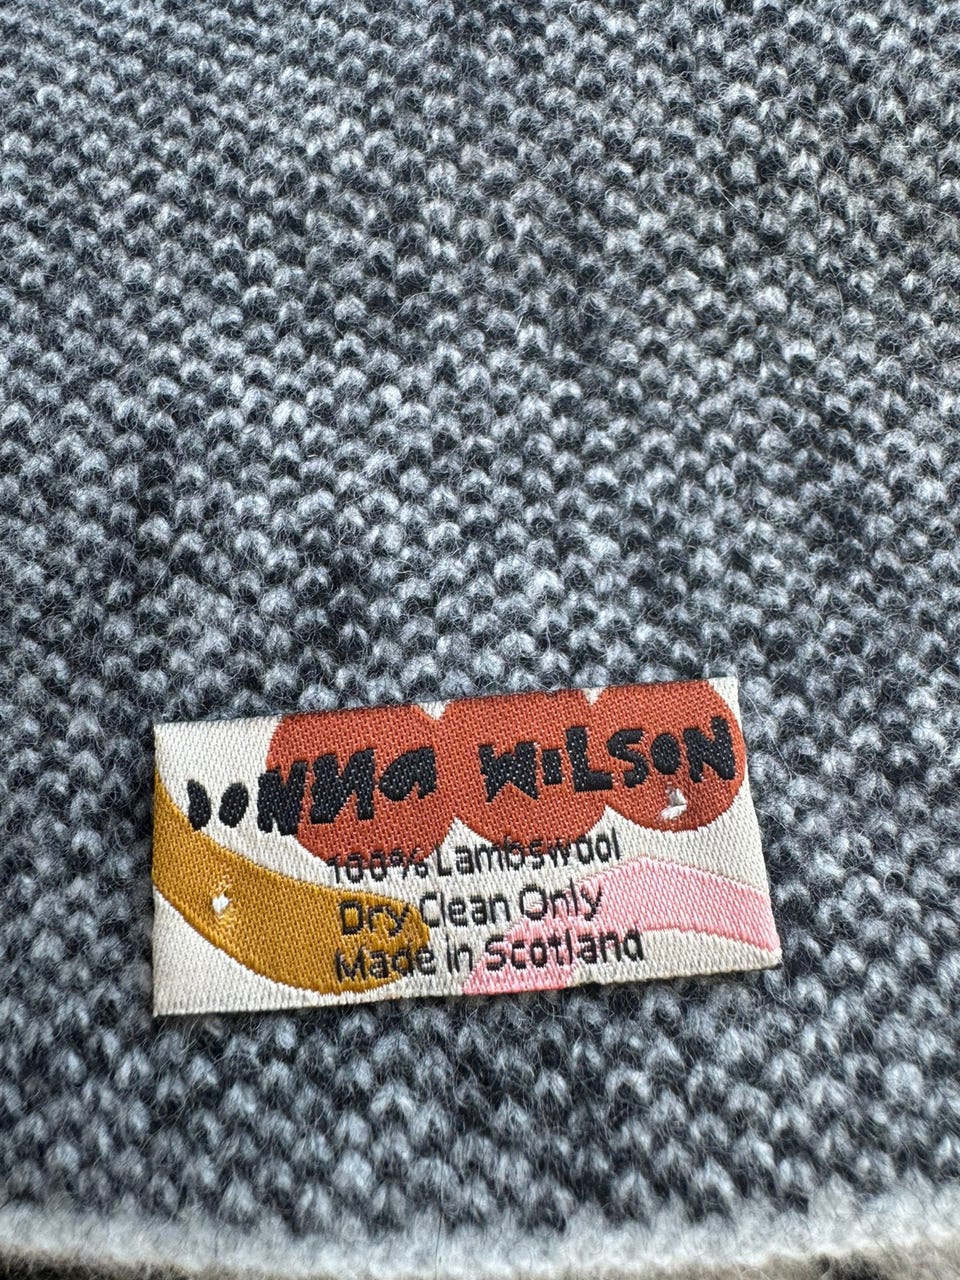 DONNa WiLSON
100% Lambswool
Dry Clean Only
Made in Scotland